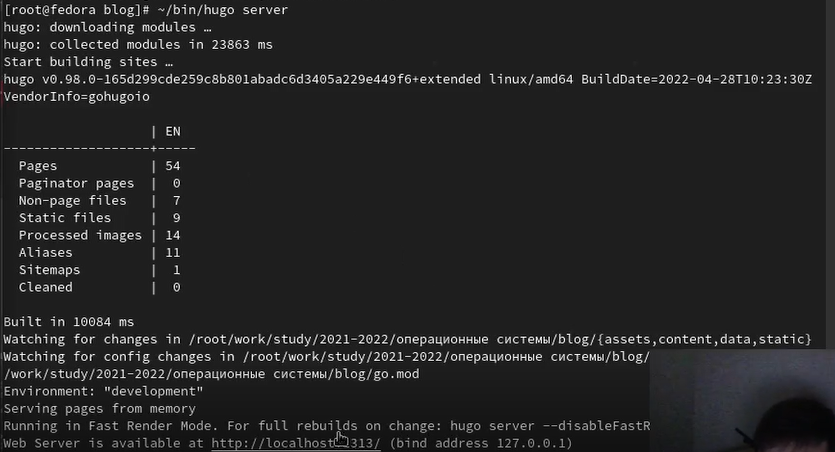 [root@fedora blog]# ~/bin/hugo server
hugo: downloading modules …
hugo: collected modules in 23863 ms
Start building sites …
hugo v0.98.0-165d299cde259c8b801abadc6d3405a229e449f6+extended linux/amd64 BuildDate=2022-04-28T10:23:30Z
VendorInfo=gohugoio
| EN
-------------------+-----
Pages | 54
Paginator pages | 0
Non-page files | 7
Static files | 9
Processed images | 14
Aliases | 11
Sitemaps | 1
Cleaned | 0
Built in 10084 ms
Watching for changes in /root/work/study/2021-2022/операционные системы/blog/{assets,content,data,static}
Watching for config changes in /root/work/study/2021-2022/операционные системы/blog/
/work/study/2021-2022/операционные системы/blog/go.mod
Environment: "development"
Serving pages from memory
Running in Fast Render Mode. For full rebuilds on change: hugo server --disableFastR
Web Server is available at http://localhost 313/ (bind address 127.0.0.1)